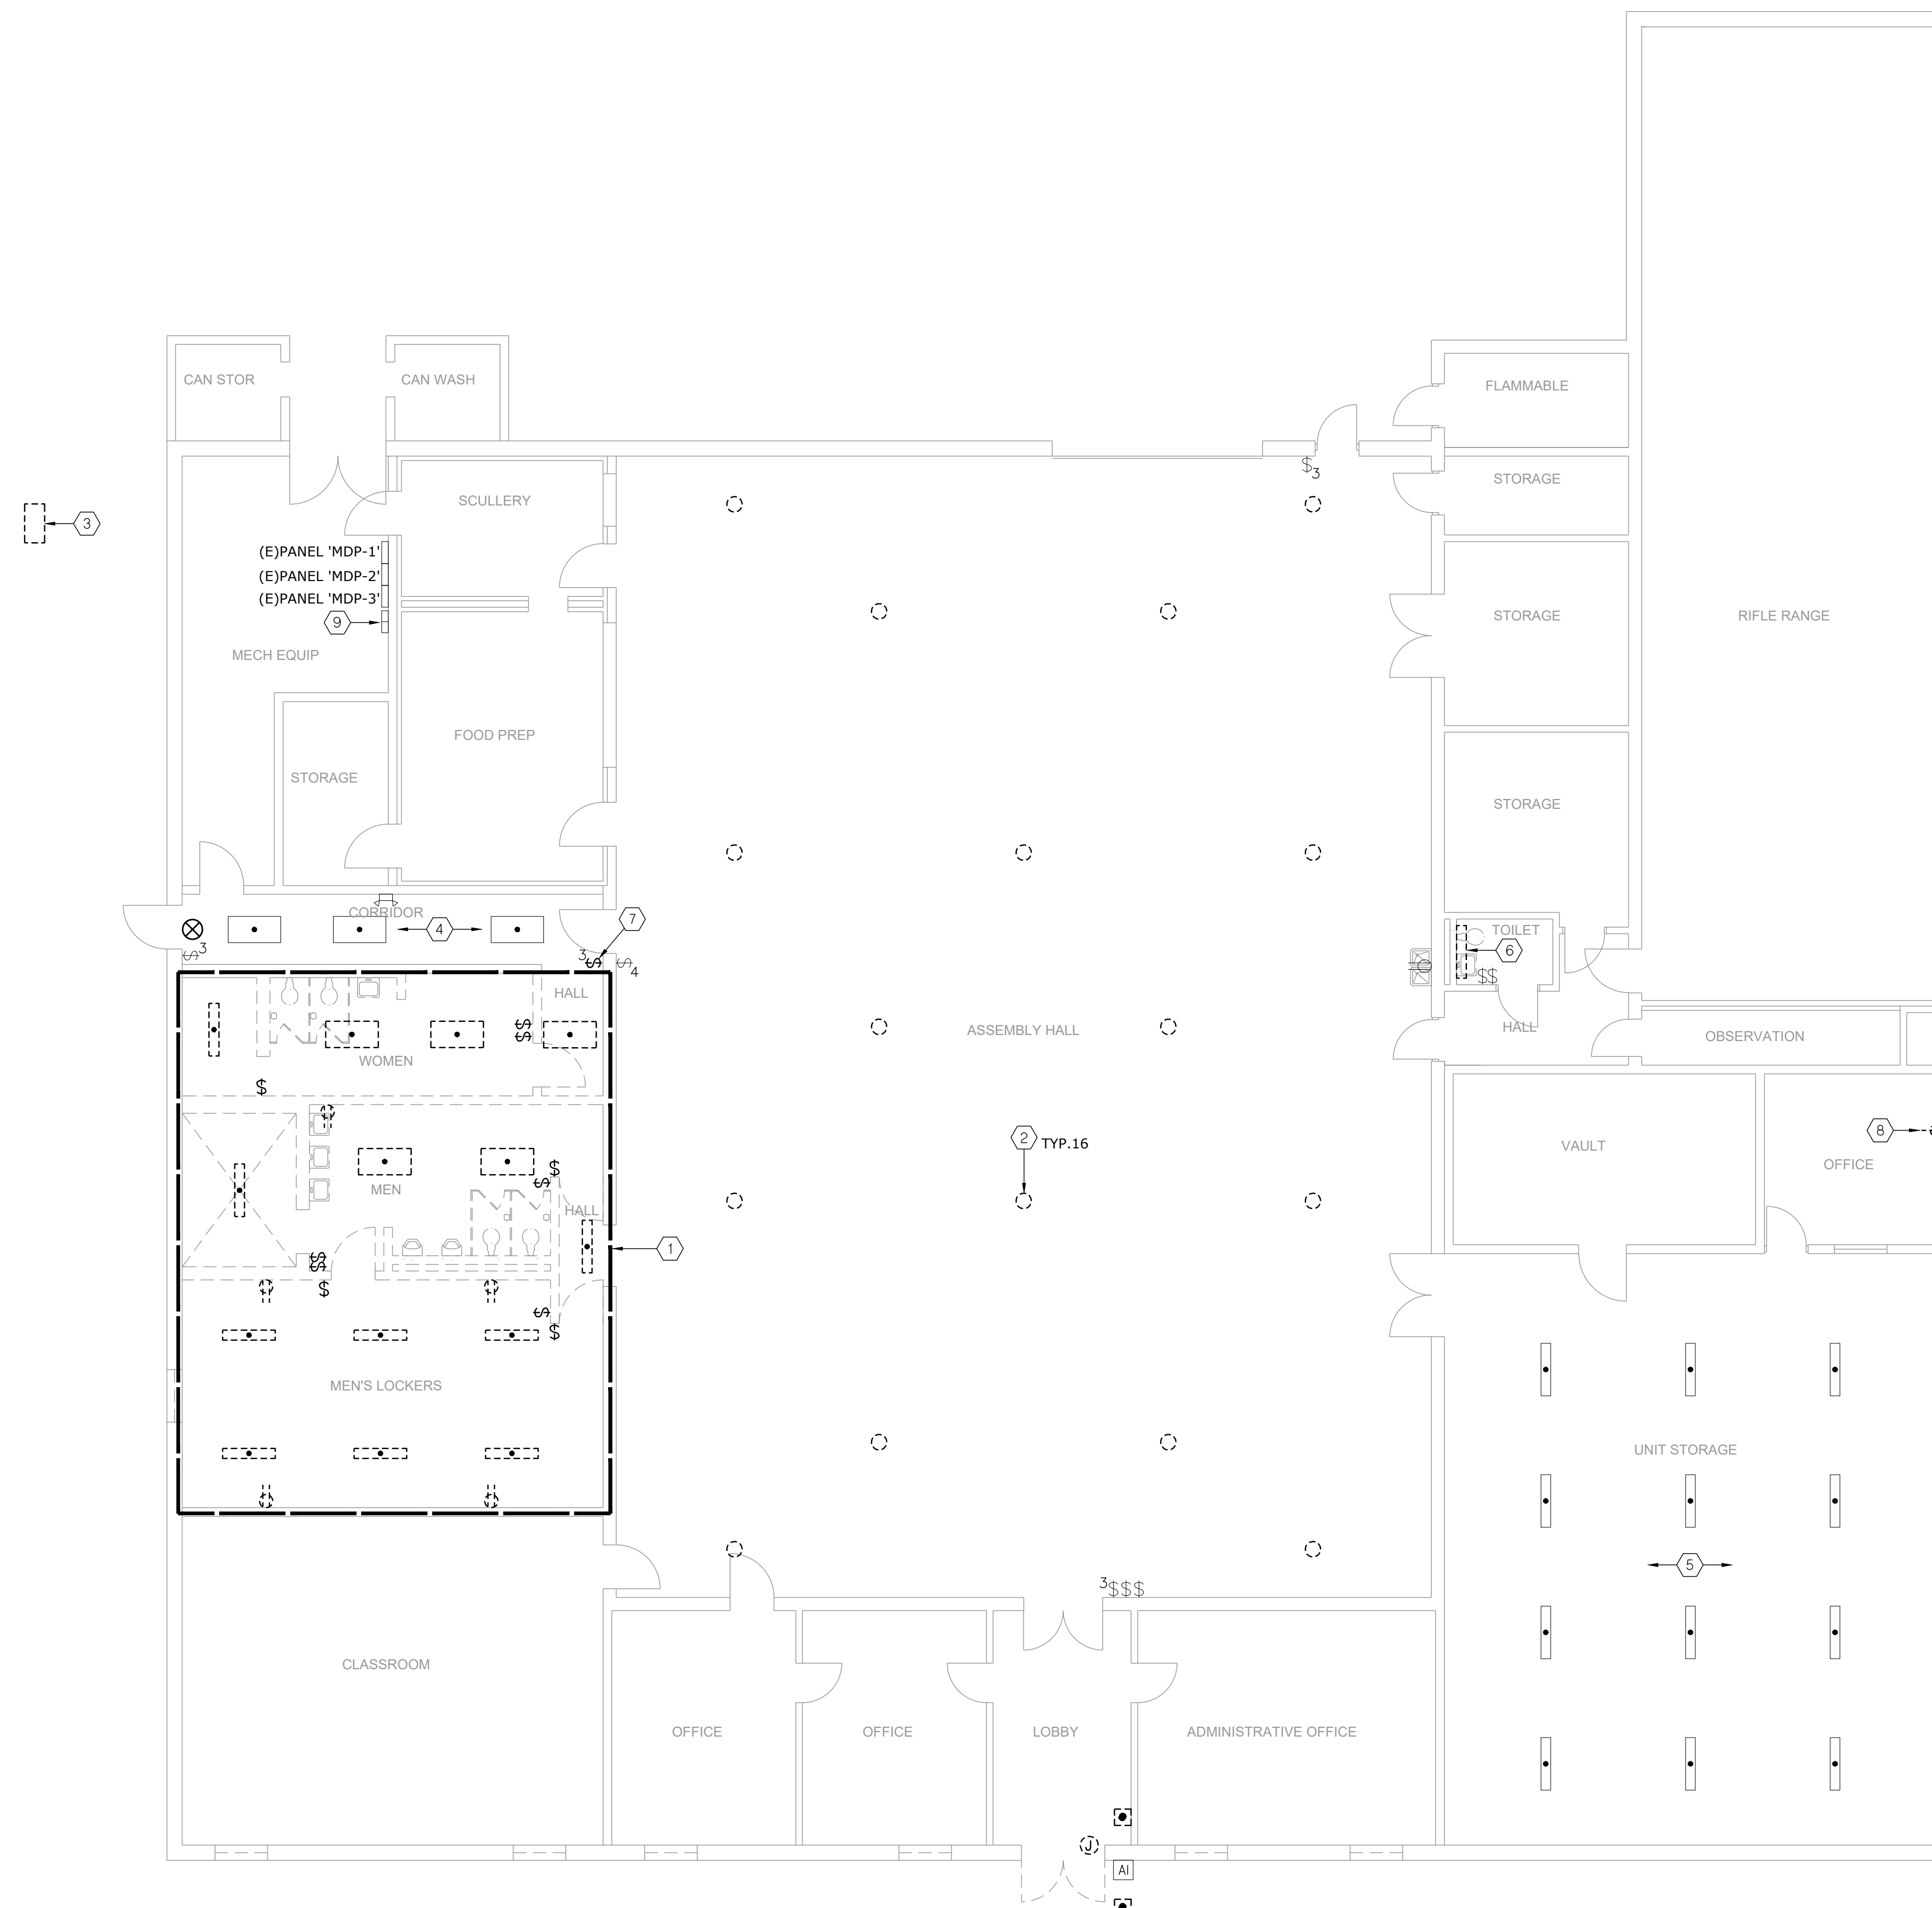 CAN STOR
CAN WASH
FLAMMABLE
$3
STORAGE
SCULLERY
3
(E)PANEL 'MDP-1'
(E)PANEL 'MDP-2'
(E)PANEL 'MDP-3'
9
STORAGE
RIFLE RANGE
MECH EQUIP
FOOD PREP
STORAGE
STORAGE
CORRIDOR
7
4
TOILET
6
$3
3$
$4
$$
HALL
HALL
$$
ASSEMBLY HALL
OBSERVATION
WOMEN
$
2 TYP.16
8
VAULT
OFFICE
$
$
MEN
HALL
1
$$
$
$
$
MEN'S LOCKERS
UNIT STORAGE
5
3$$$
CLASSROOM
OFFICE
OFFICE
LOBBY
ADMINISTRATIVE OFFICE
J
AI